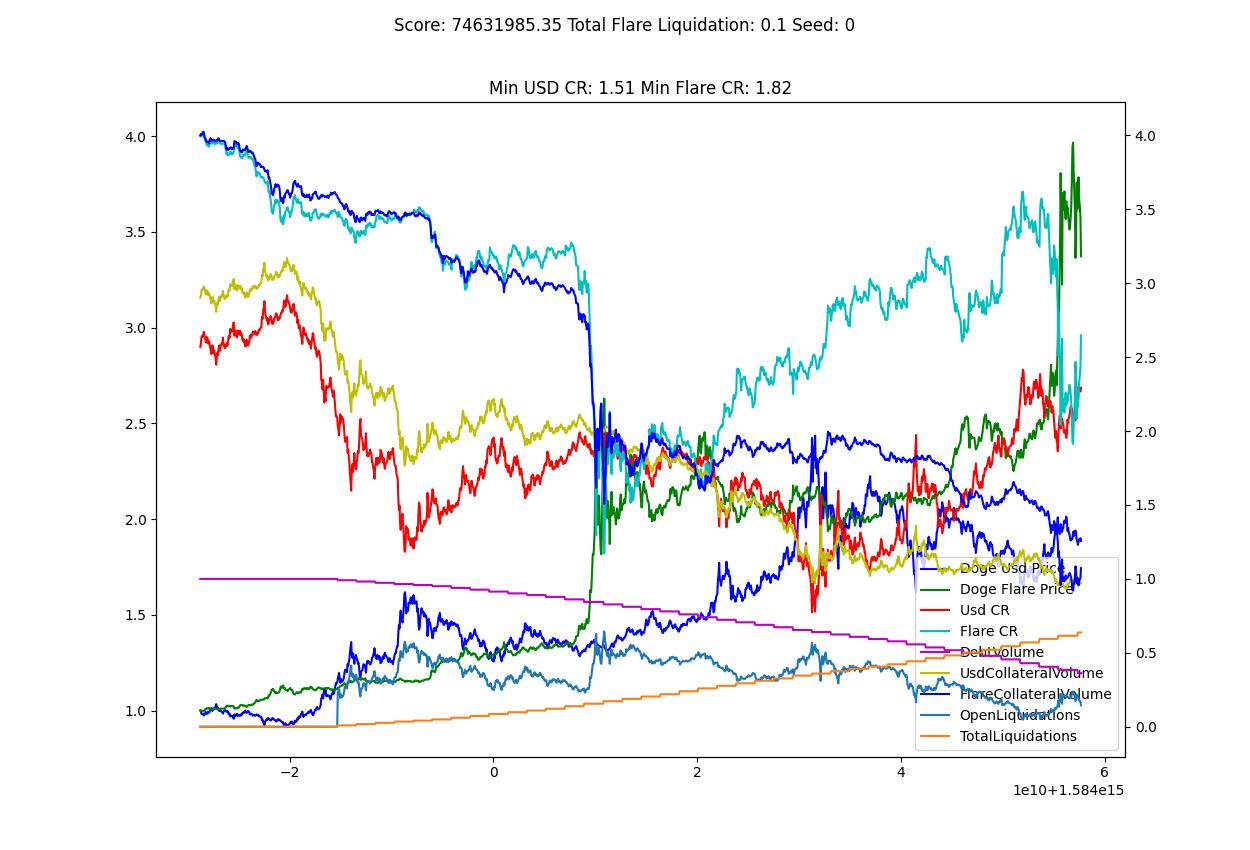 Score: 74631985.35 Total Flare Liquidation: 0.1 Seed: 0
Min USD CR: 1.51 Min Flare CR: 1.82
4.0
3.5
3.0
2.5
2.0
1.5
1.0
4.0
3.5
3.0
2.5
2.0
1.5
1.0
0.5
0.0
Doge Usd Price
Doge Flare Price
Usd CR
Flare CR
DebtVolume
UsdCollateralVolume
FlareCollateralVolume
OpenLiquidations
TotalLiquidations
−2 0 2 4 6
1e10+1.584e15